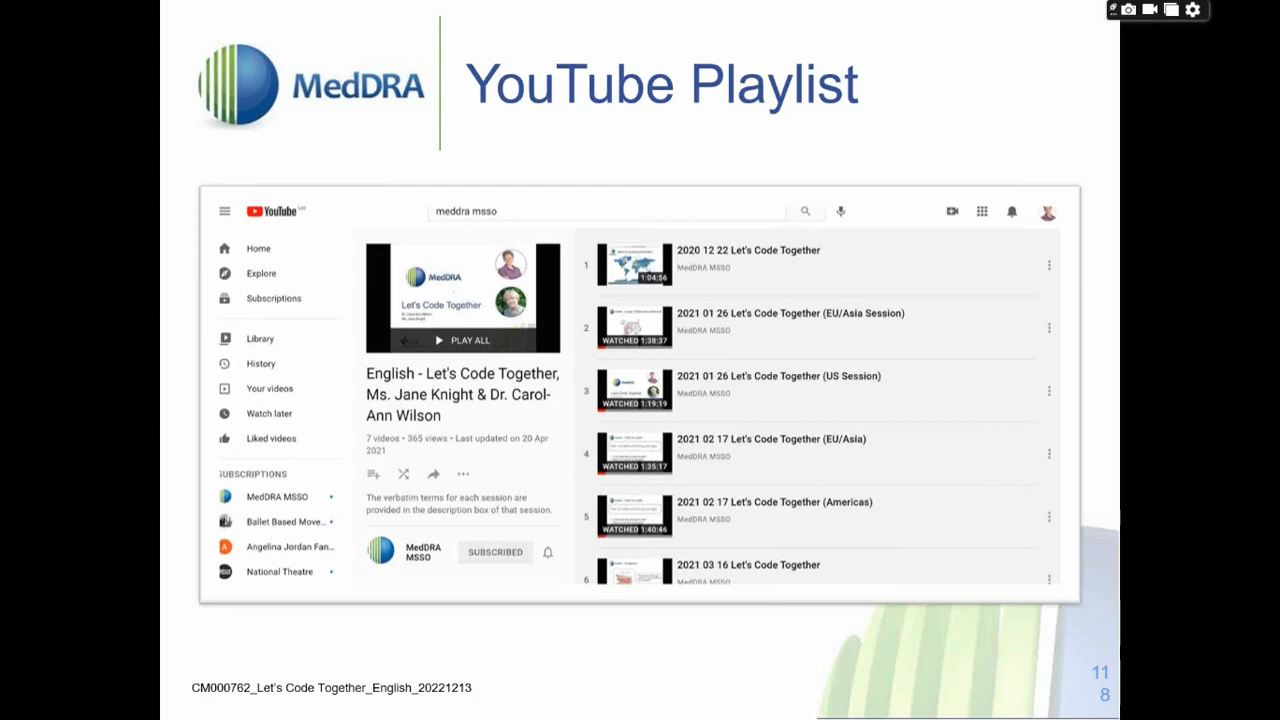 MedDRA
YouTube Playlist
YouTube
meddra msso
Home
Explore
Subscriptions
Library
History
Your videos
Watch later
Liked videos
SUBSCRIPTIONS
MedDRA MSSO
Ballet Based Move...
Angelina Jordan Fan...
National Theatre
MedDRA
Let's Code Together
PLAY ALL
English - Let's Code Together,
Ms. Jane Knight & Dr. Carol-
Ann Wilson
7 videos • 365 views • Last updated on 20 Apr
2021
The verbatim terms for each session are
provided in the description box of that session.
MedDRA
MSSO
SUBSCRIBED
1
1:04:56
2020 12 22 Let's Code Together
MedDRA MSSO
2
WATCHED 1:38:37
2021 01 26 Let's Code Together (EU/Asia Session)
MedDRA MSSO
3
WATCHED 1:19:19
2021 01 26 Let's Code Together (US Session)
MedDRA MSSO
4
WATCHED 1:35:17
2021 02 17 Let's Code Together (EU/Asia)
MedDRA MSSO
5
WATCHED 1:40:46
2021 02 17 Let's Code Together (Americas)
MedDRA MSSO
6
2021 03 16 Let's Code Together
MedDRA MSSO
CM000762_Let's Code Together_English_20221213
11
8